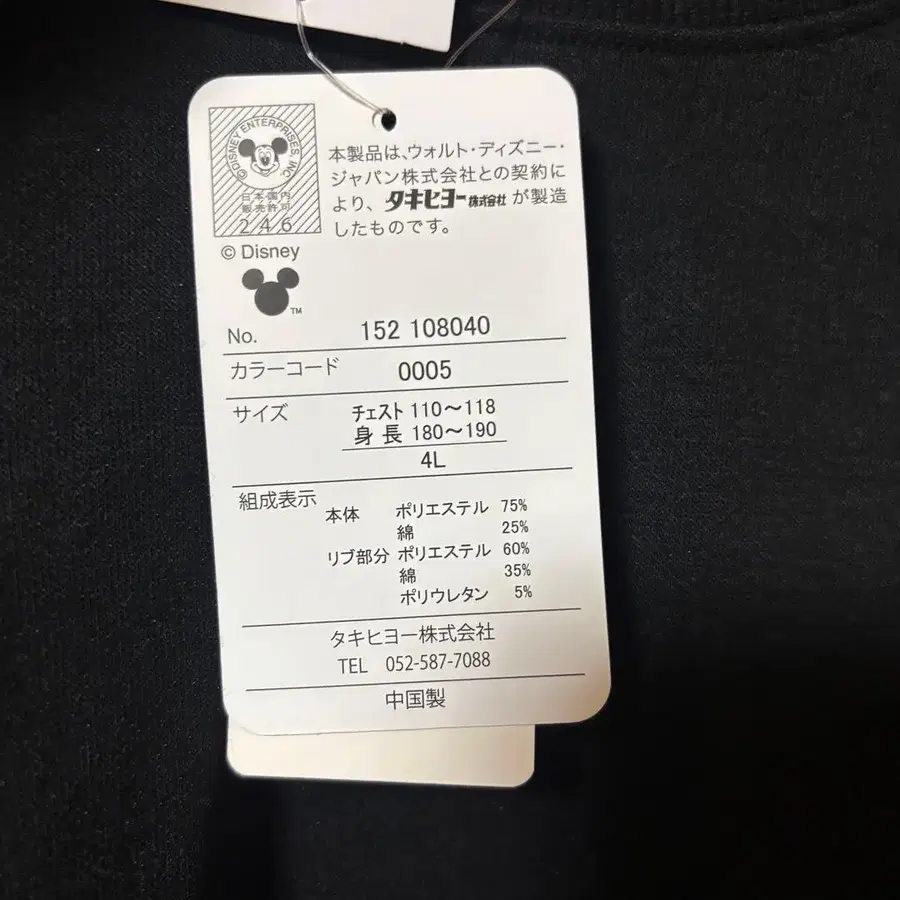 © DISNEY ENTERPRISES, INC.
日本国内
販売許可
246
© Disney
TM
本製品は、ウォルト・ディズニー・
ジャパン株式会社との契約に
より、タキヒヨー株式会社 が製造
したものです。
No. 152 108040
カラーコード 0005
サイズ チェスト 110～118
身長 180～190
4L
組成表示 本体 ポリエステル 75%
綿 25%
リブ部分 ポリエステル 60%
綿 35%
ポリウレタン 5%
タキヒヨー株式会社
TEL 052-587-7088
中国製